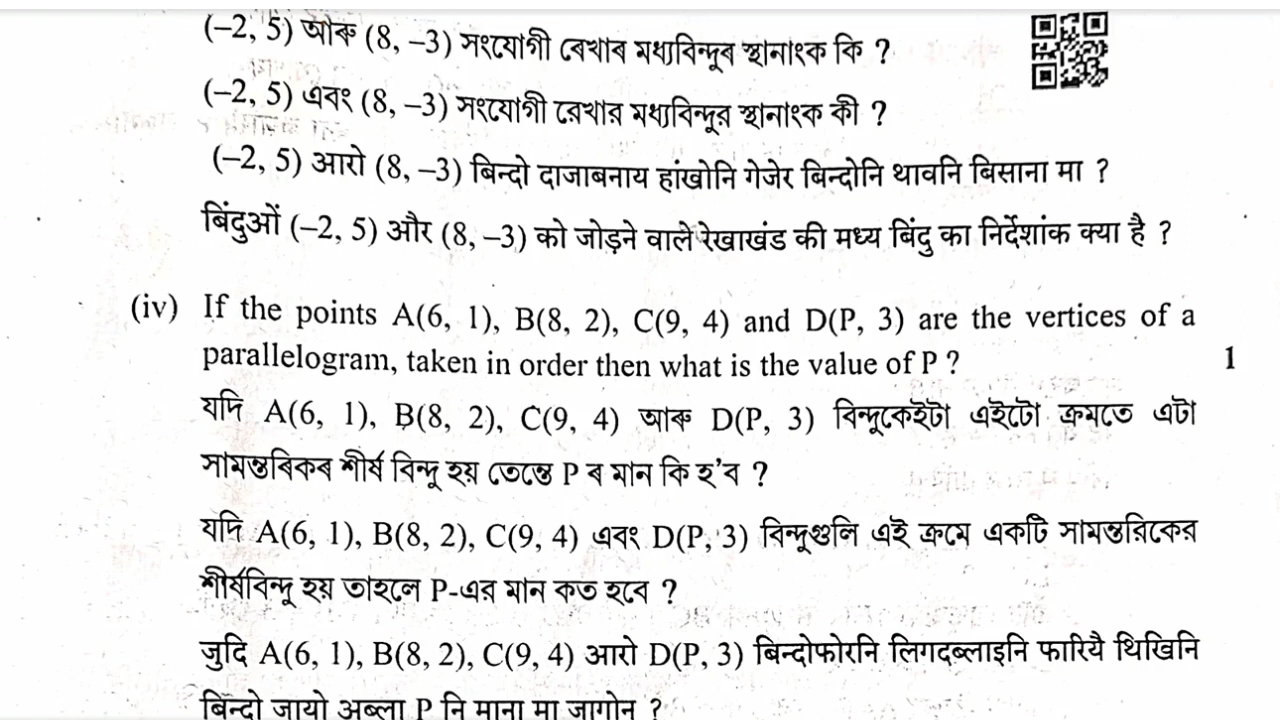 (–2, 5) আৰু (8, –3) সংযোগী ৰেখাৰ মধ্যবিন্দুৰ স্থানাংক কি ?
(–2, 5) এবং (8, –3) সংযোগী রেখার মধ্যবিন্দুর স্থানাংক কী ?
(–2, 5) आरो (8, –3) बिन्दो दाजाबनाय हांखोनि गेजेर बिन्दोनि थावनि बिसाना मा ?
बिंदुओं (–2, 5) और (8, –3) को जोड़ने वाले रेखाखंड की मध्य बिंदु का निर्देशांक क्या है ?
(iv) If the points A(6, 1), B(8, 2), C(9, 4) and D(P, 3) are the vertices of a
parallelogram, taken in order then what is the value of P ? 1
যদি A(6, 1), B(8, 2), C(9, 4) আৰু D(P, 3) বিন্দুকেইটা এইটো ক্ৰমতে এটা
সামন্তৰিকৰ শীৰ্ষ বিন্দু হয় তেন্তে P ৰ মান কি হ'ব ?
যদি A(6, 1), B(8, 2), C(9, 4) এবং D(P, 3) বিন্দুগুলি এই ক্রমে একটি সামন্তরিকের
শীর্ষবিন্দু হয় তাহলে P-এর মান কত হবে ?
जुदि A(6, 1), B(8, 2), C(9, 4) आरो D(P, 3) बिन्दोफोरनि लिगदब्लाइनि फारियै थिखिनि
बिन्दो जायो अब्ला P नि माना मा जागोन ?